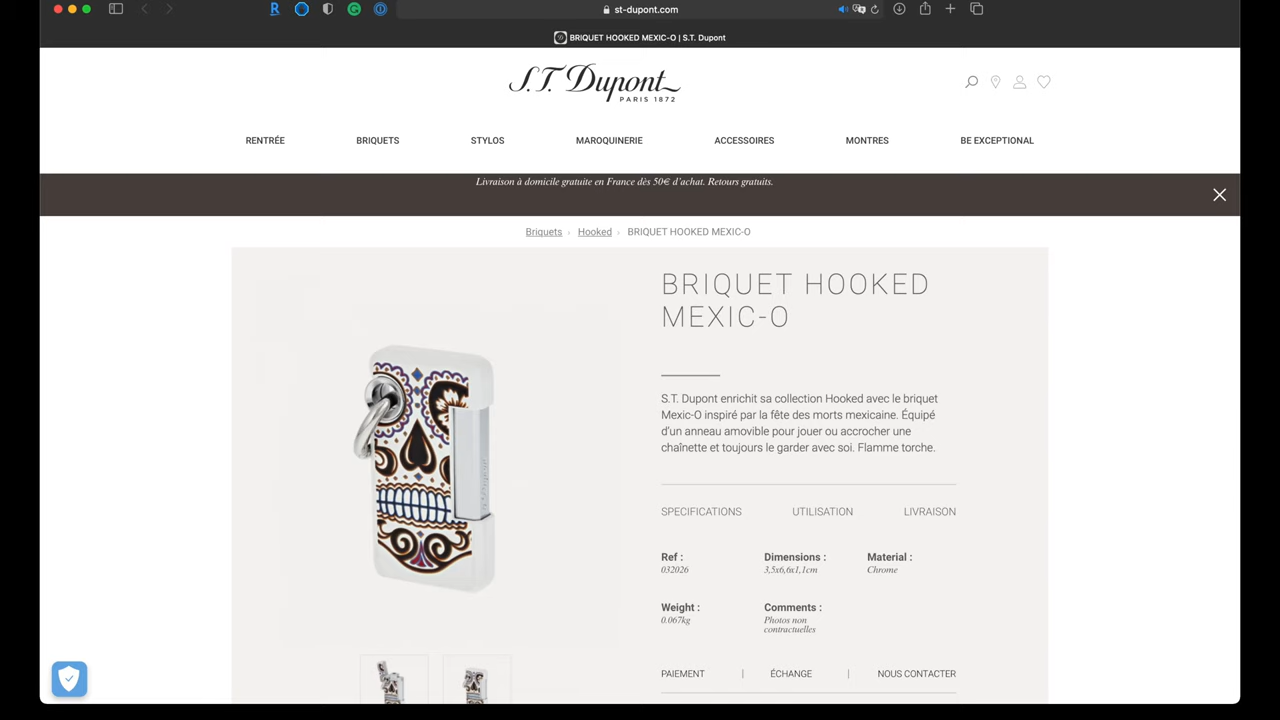 st-dupont.com
BRIQUET HOOKED MEXIC-O | S.T. Dupont
S.T. Dupont
PARIS 1872
RENTRÉE BRIQUETS STYLOS MAROQUINERIE ACCESSOIRES MONTRES BE EXCEPTIONAL
Livraison à domicile gratuite en France dès 50€ d'achat. Retours gratuits.
Briquets › Hooked › BRIQUET HOOKED MEXIC-O
BRIQUET HOOKED
MEXIC-O
S.T. Dupont enrichit sa collection Hooked avec le briquet
Mexic-O inspiré par la fête des morts mexicaine. Équipé
d'un anneau amovible pour jouer ou accrocher une
chaînette et toujours le garder avec soi. Flamme torche.
SPECIFICATIONS UTILISATION LIVRAISON
Ref : Dimensions : Material :
032026 3,5x6,6x1,1cm Chrome
Weight : Comments :
0.067kg Photos non
contractuelles
PAIEMENT | ÉCHANGE | NOUS CONTACTER